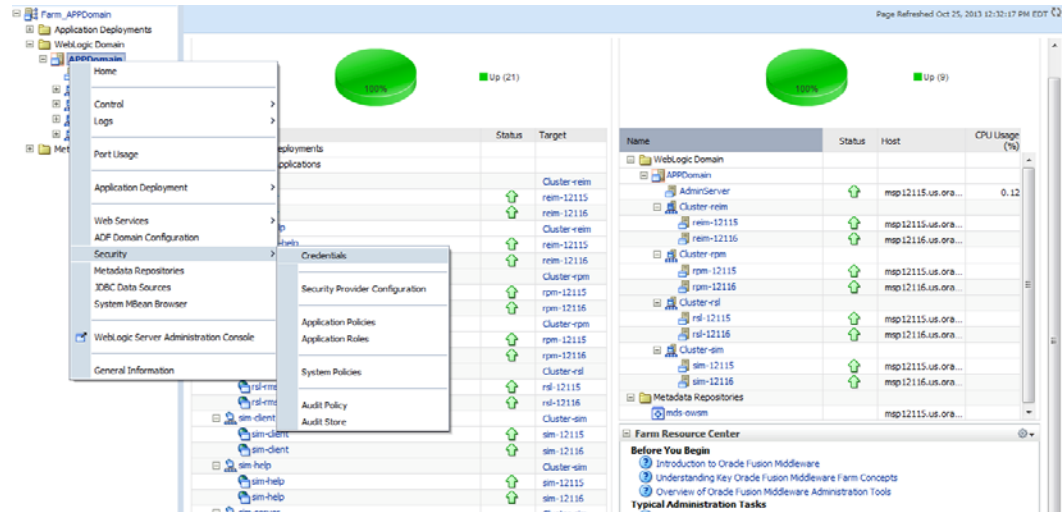 Farm_APPDomain
Page Refreshed Oct 25, 2013 12:32:17 PM EDT
Application Deployments
WebLogic Domain
APPDomain
Home
Control
Logs
Port Usage
Application Deployment
Web Services
ADF Domain Configuration
Security
Metadata Repositories
JDBC Data Sources
System MBean Browser
WebLogic Server Administration Console
General Information
Credentials
Security Provider Configuration
Application Policies
Application Roles
System Policies
Audit Policy
Audit Store
100%
Up (21)
Status Target
Cluster-reim
reim-12115
reim-12116
Cluster-reim
reim-12115
reim-12116
Cluster-rpm
rpm-12115
rpm-12116
Cluster-rpm
rpm-12115
rpm-12116
Cluster-rsl
rsl-rms rsl-12115
rsl-rms rsl-12116
sim-client Cluster-sim
sim-client sim-12115
sim-client sim-12116
sim-help Cluster-sim
sim-help sim-12115
sim-help sim-12116
100%
Up (9)
Name Status Host CPU Usage (%)
WebLogic Domain
APPDomain
AdminServer msp12115.us.ora... 0.12
Cluster-reim
reim-12115 msp12115.us.ora...
reim-12116 msp12116.us.ora...
Cluster-rpm
rpm-12115 msp12115.us.ora...
rpm-12116 msp12116.us.ora...
Cluster-rsl
rsl-12115 msp12115.us.ora...
rsl-12116 msp12116.us.ora...
Cluster-sim
sim-12115 msp12115.us.ora...
sim-12116 msp12116.us.ora...
Metadata Repositories
mds-owsm msp12115.us.ora...
Farm Resource Center
Before You Begin
Introduction to Oracle Fusion Middleware
Understanding Key Oracle Fusion Middleware Farm Concepts
Overview of Oracle Fusion Middleware Administration Tools
Typical Administration Tasks